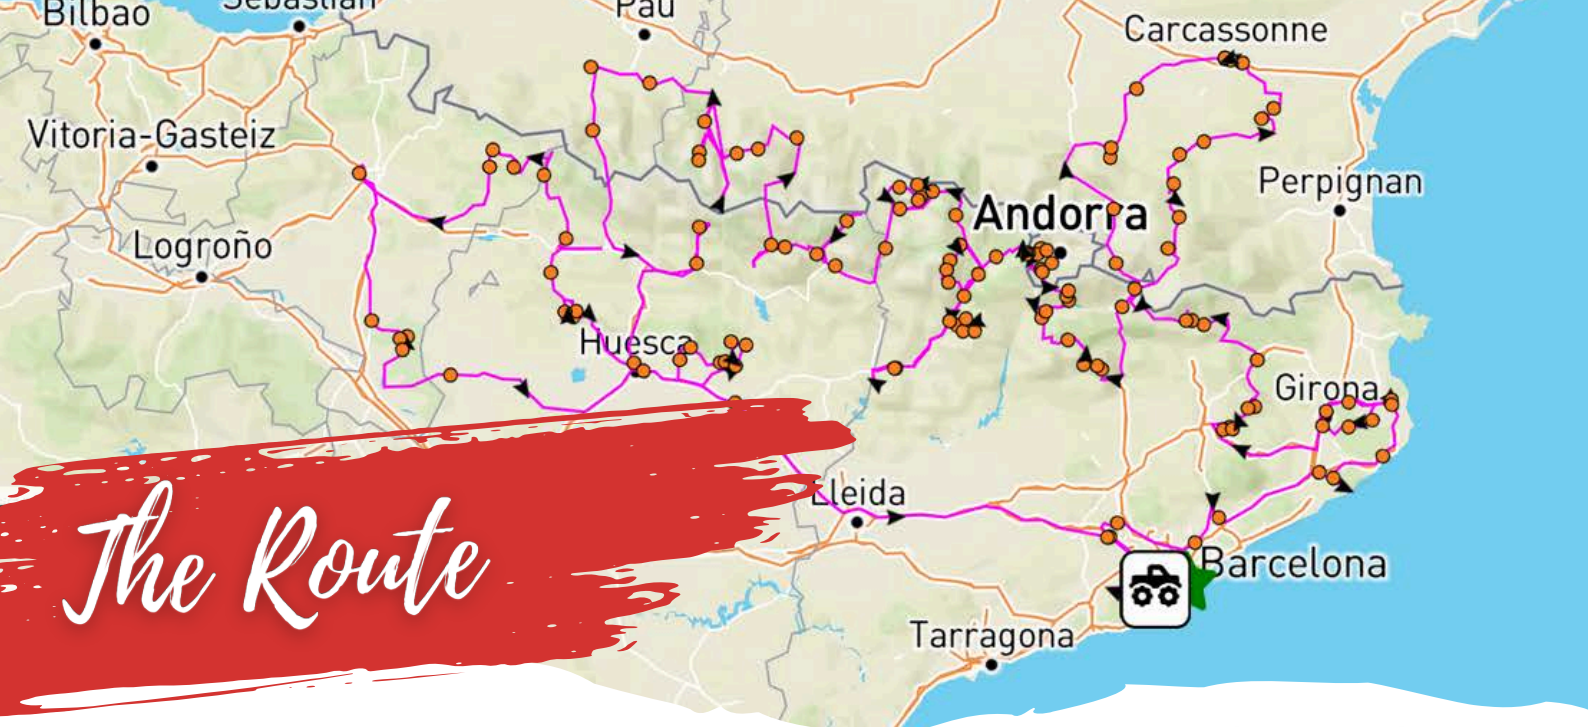 Bilbao
Sebastián
Pau
Carcassonne
Vitoria-Gasteiz
Perpignan
Andorra
Logroño
Huesca
Girona
Lleida
Barcelona
The Route
Tarragona